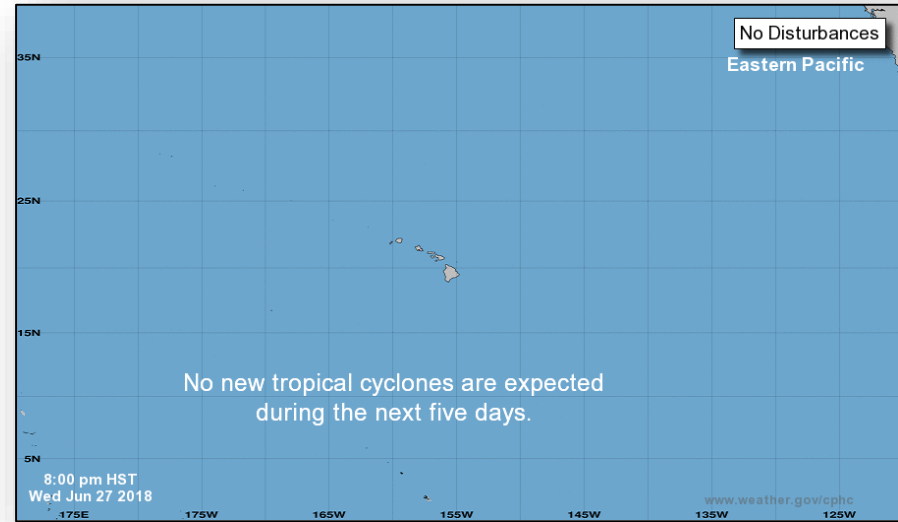 No Disturbances
Eastern Pacific
35N
25N
15N
No new tropical cyclones are expected
during the next five days.
5N
8:00 pm HST
Wed Jun 27 2018
www.weather.gov/cphc
175E 175W 165W 155W 145W 135W 125W